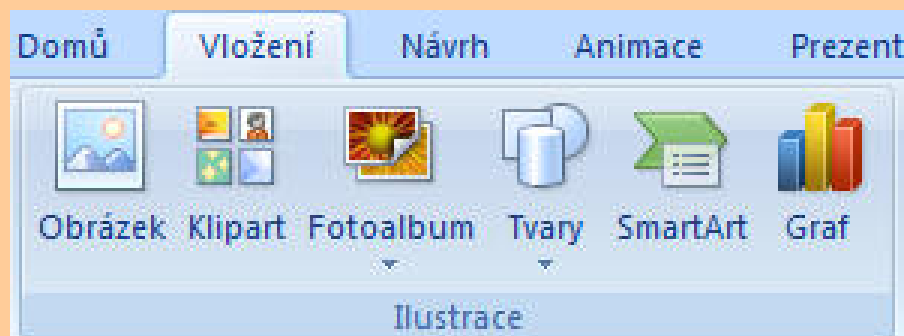 Domů Vložení Návrh Animace Prezent
Obrázek Klipart Fotoalbum Tvary SmartArt Graf
Ilustrace